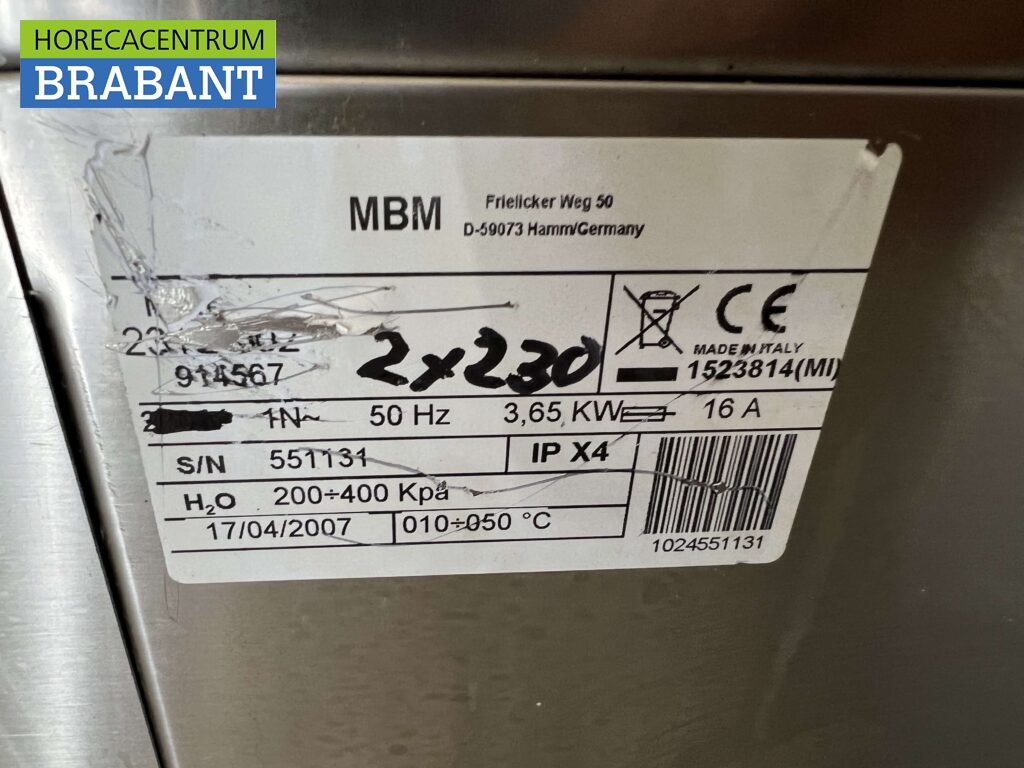 HORECACENTRUM
BRABANT
MBM
Frielicker Weg 50
D-59073 Hamm/Germany
914567
2x230
CE
MADE IN ITALY
1523814(MI)
1N~ 50 Hz 3,65 KW 16 A
S/N 551131 IP X4
H₂O 200÷400 Kpa
17/04/2007 010÷050 °C
1024551131